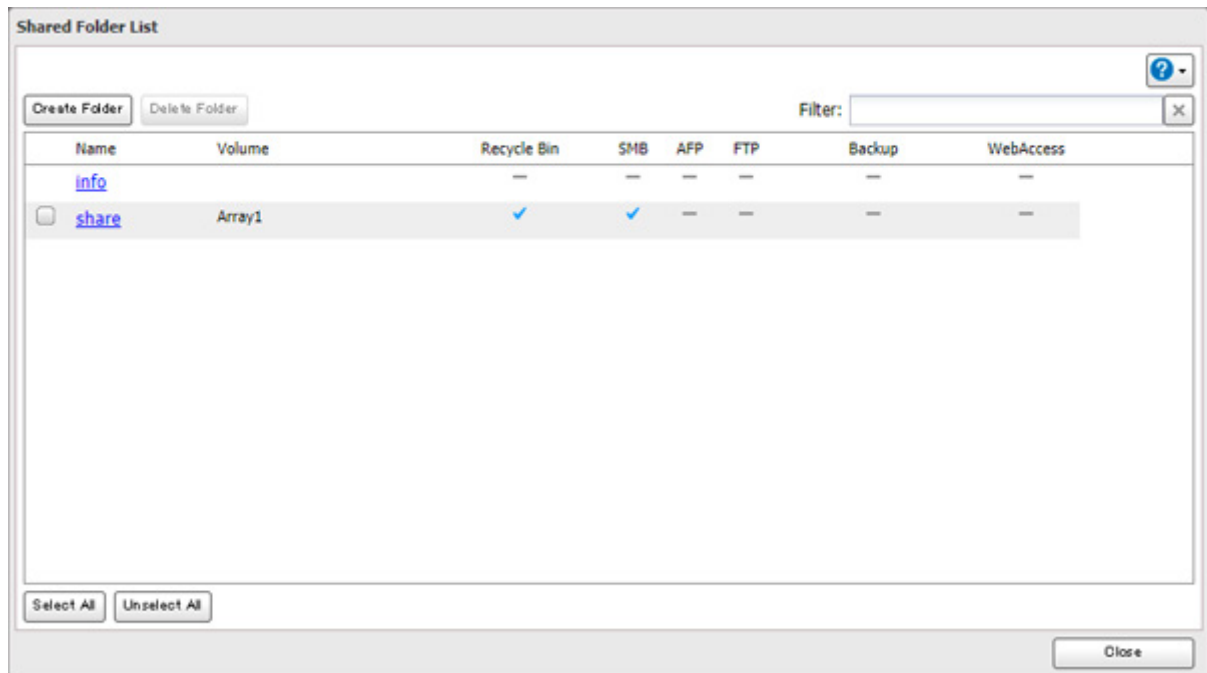 Shared Folder List
?
Create Folder Delete Folder Filter:
Name Volume Recycle Bin SMB AFP FTP Backup WebAccess
info — — — — — —
share Array1 ✔ ✔ — — — —
Select All Unselect All
Close